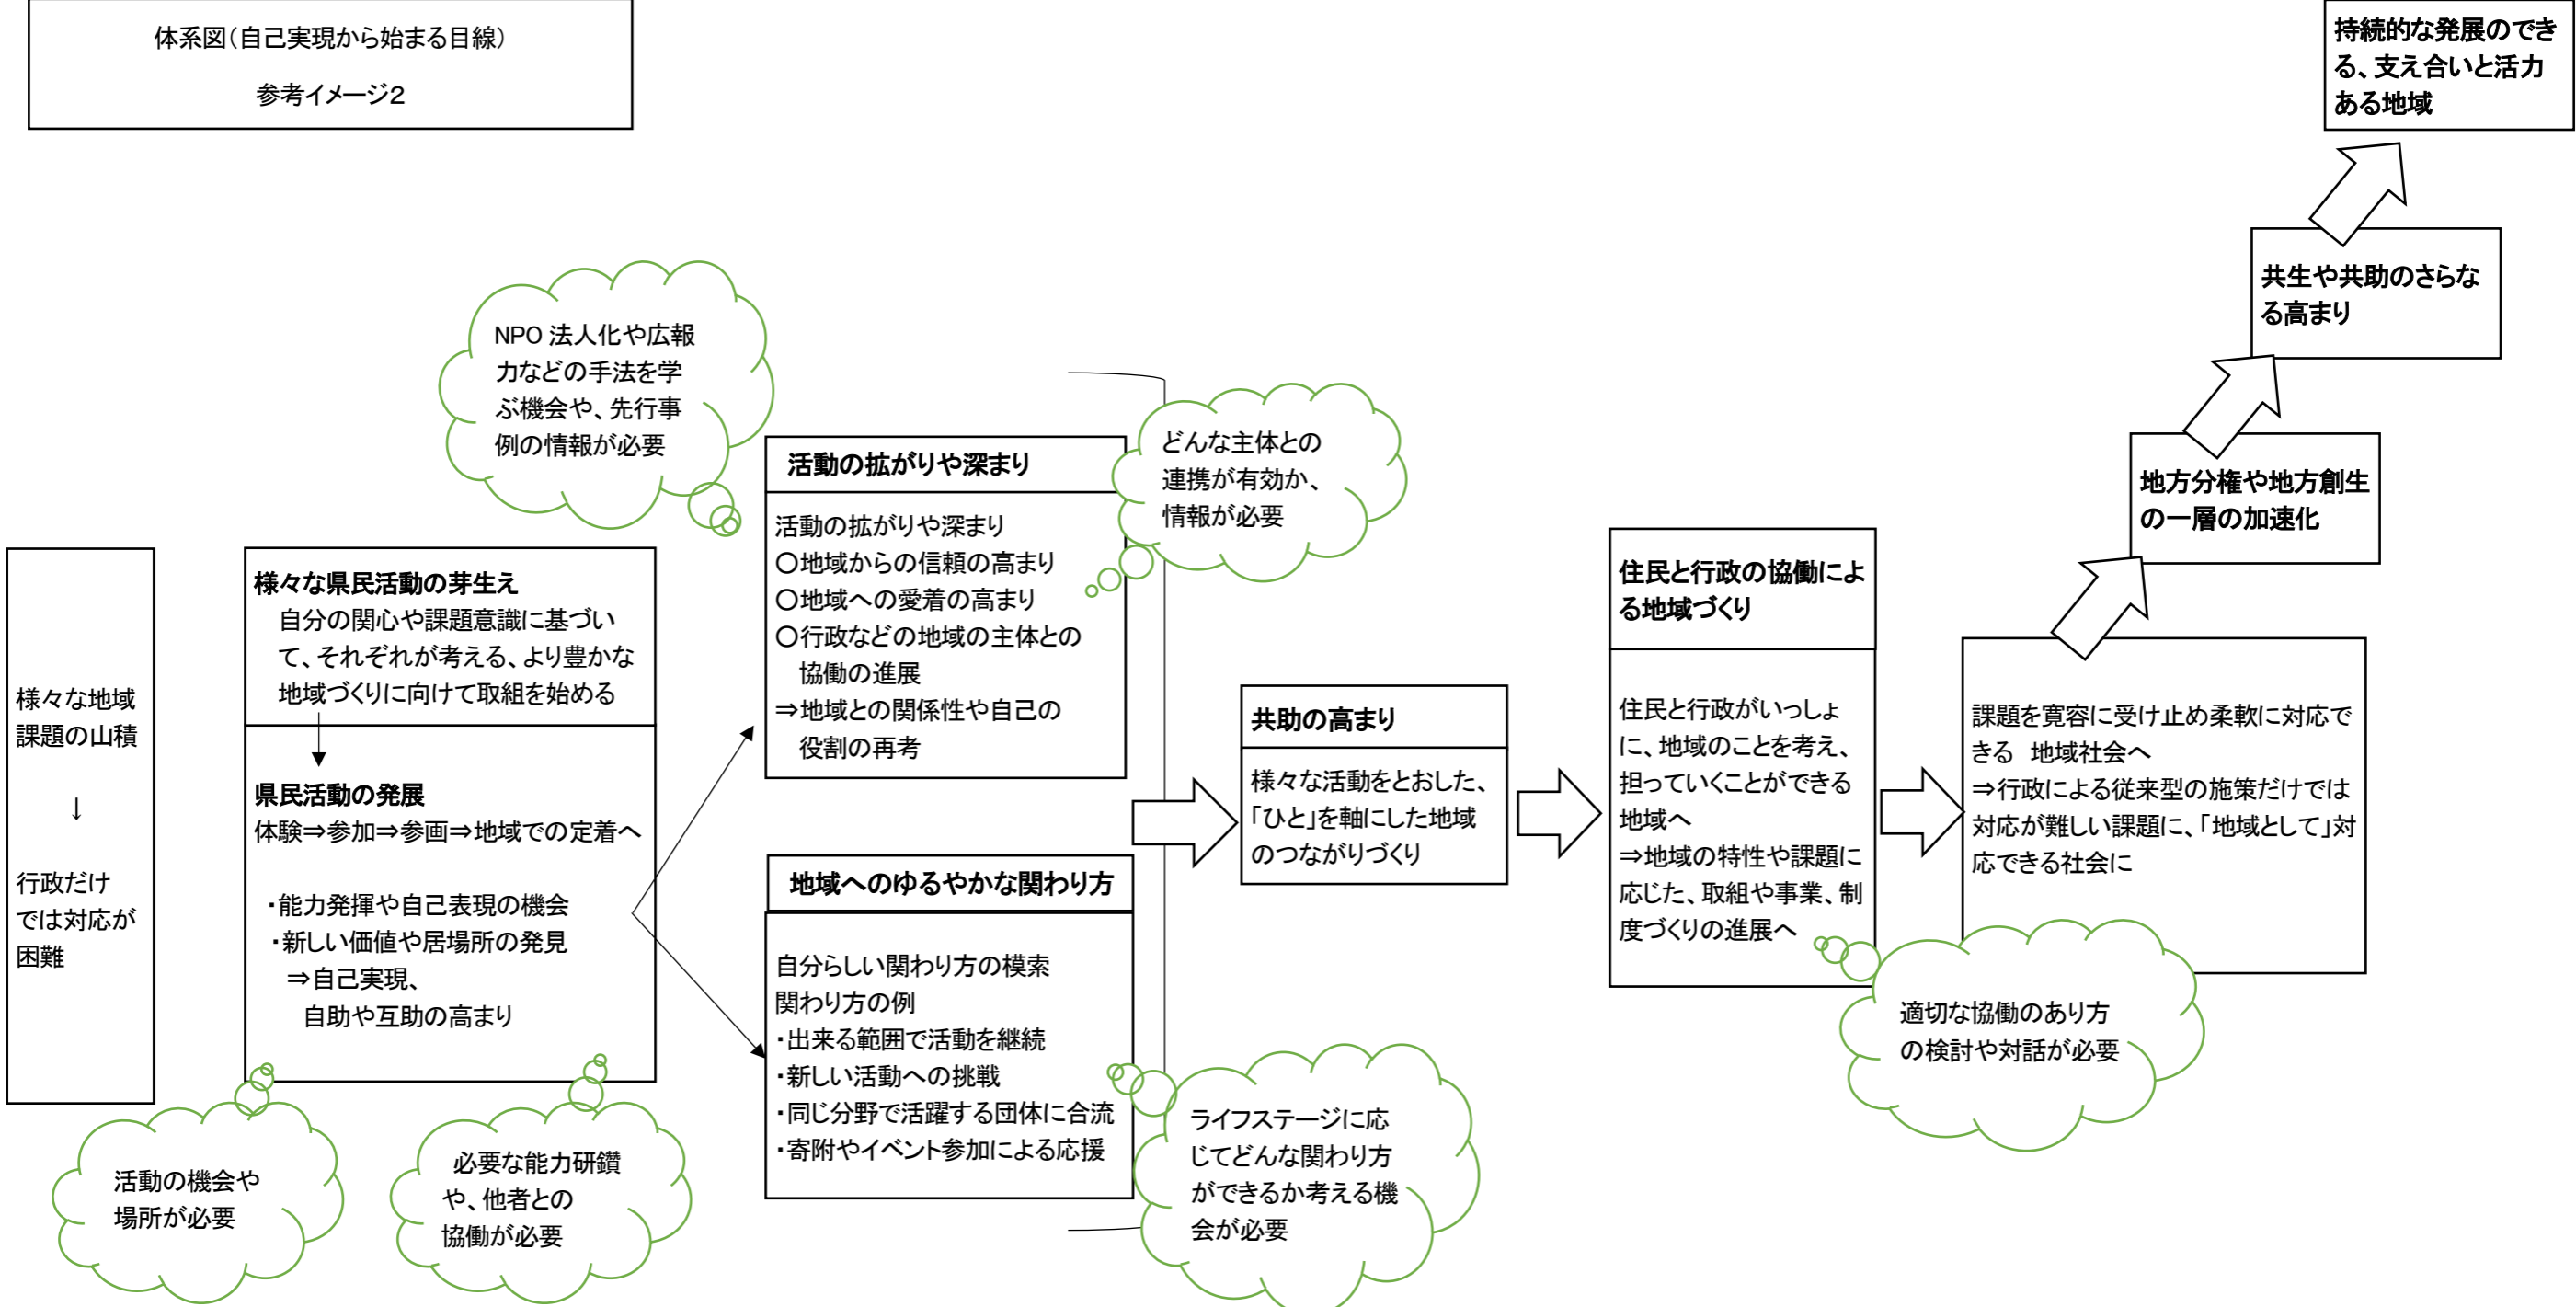 体系図（自己実現から始まる目線）
参考イメージ2
持続的な発展のでき
る、支え合いと活力
ある地域
共生や共助のさらな
る高まり
地方分権や地方創生
の一層の加速化
NPO 法人化や広報
力などの手法を学
ぶ機会や、先行事
例の情報が必要
どんな主体との
連携が有効か、
情報が必要
様々な地域
課題の山積
↓
行政だけ
では対応が
困難
様々な県民活動の芽生え
自分の関心や課題意識に基づい
て、それぞれが考える、より豊かな
地域づくりに向けて取組を始める
県民活動の発展
体験⇒参加⇒参画⇒地域での定着へ
・能力発揮や自己表現の機会
・新しい価値や居場所の発見
⇒自己実現、
自助や互助の高まり
活動の機会や
場所が必要
必要な能力研鑽
や、他者との
協働が必要
活動の拡がりや深まり
活動の拡がりや深まり
〇地域からの信頼の高まり
〇地域への愛着の高まり
〇行政などの地域の主体との
協働の進展
⇒地域との関係性や自己の
役割の再考
地域へのゆるやかな関わり方
自分らしい関わり方の模索
関わり方の例
・出来る範囲で活動を継続
・新しい活動への挑戦
・同じ分野で活躍する団体に合流
・寄附やイベント参加による応援
ライフステージに応
じてどんな関わり方
ができるか考える機
会が必要
共助の高まり
様々な活動をとおした、
「ひと」を軸にした地域
のつながりづくり
住民と行政の協働によ
る地域づくり
住民と行政がいっしょ
に、地域のことを考え、
担っていくことができる
地域へ
⇒地域の特性や課題に
応じた、取組や事業、制
度づくりの進展へ
課題を寛容に受け止め柔軟に対応で
きる　地域社会へ
⇒行政による従来型の施策だけでは
対応が難しい課題に、「地域として」対
応できる社会に
適切な協働のあり方
の検討や対話が必要